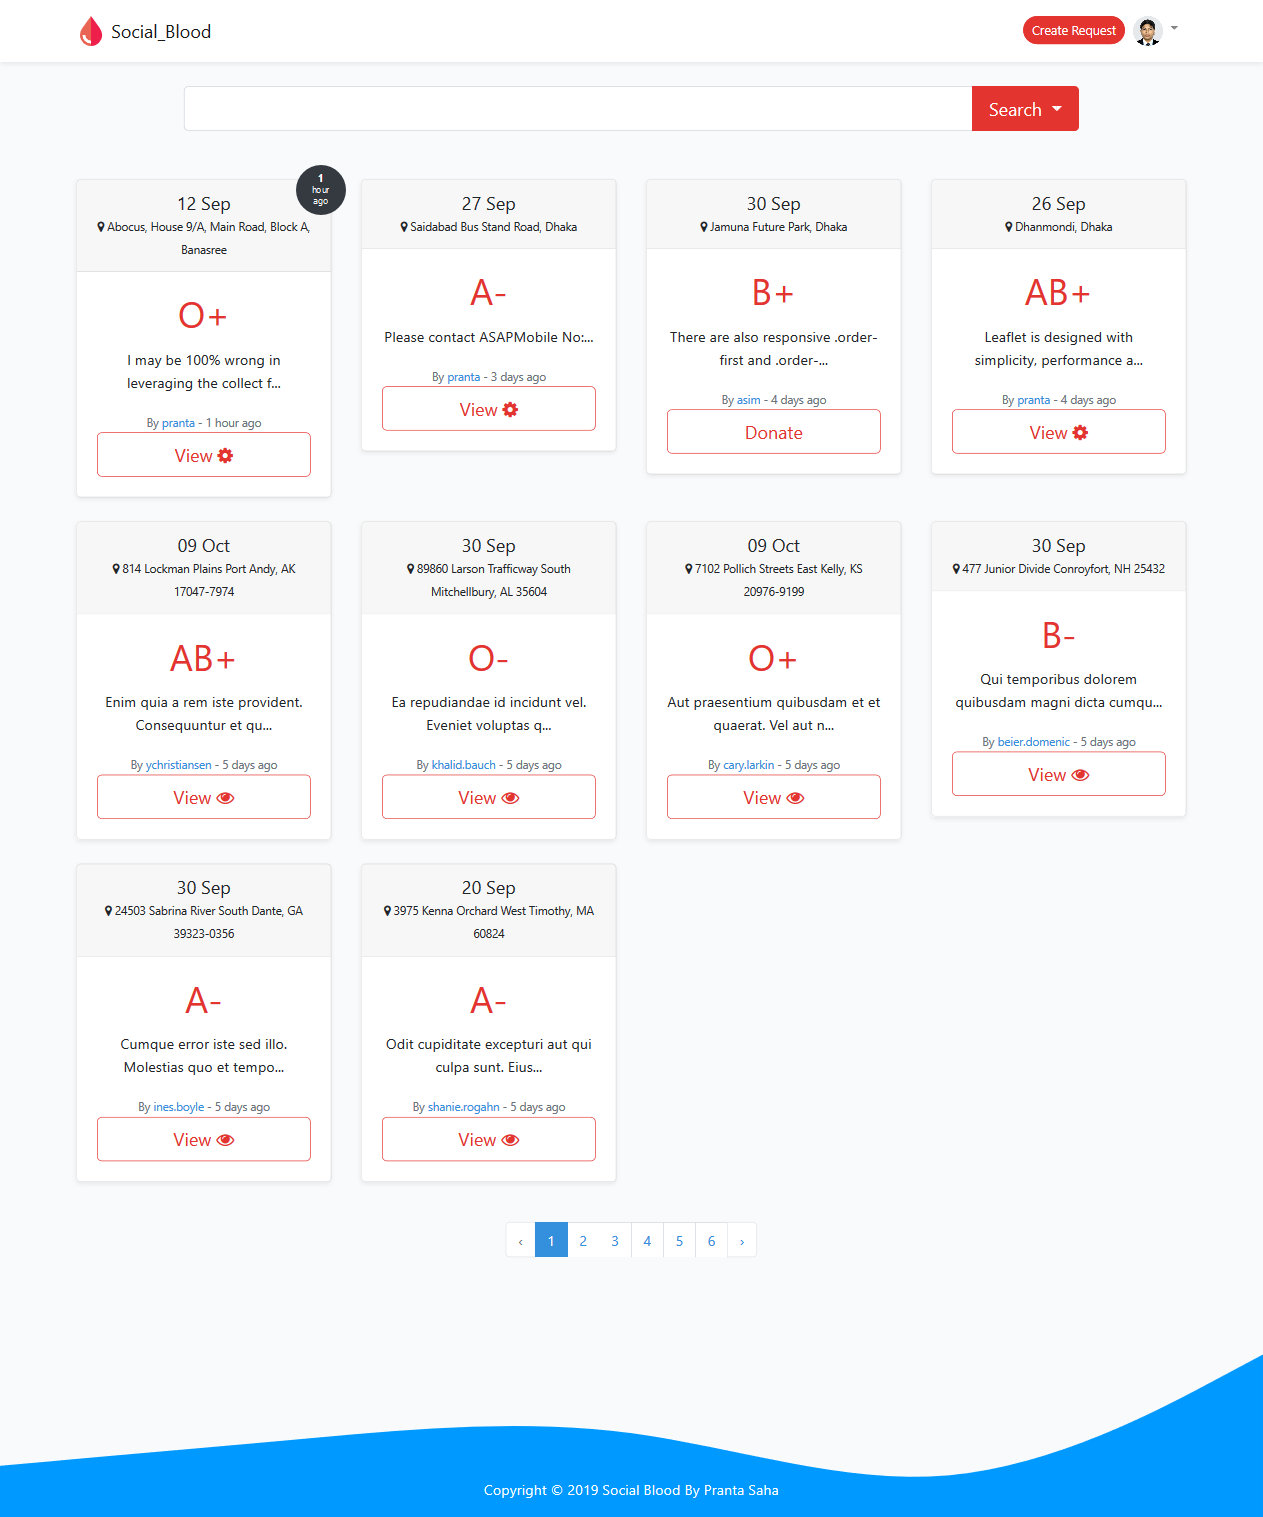 Social_Blood
Create Request
Search
1
hour
ago
12 Sep
Abocus, House 9/A, Main Road, Block A,
Banasree
O+
I may be 100% wrong in
leveraging the collect f...
By pranta - 1 hour ago
View
27 Sep
Saidabad Bus Stand Road, Dhaka
A-
Please contact ASAPMobile No:...
By pranta - 3 days ago
View
30 Sep
Jamuna Future Park, Dhaka
B+
There are also responsive .order-
first and .order-...
By asim - 4 days ago
Donate
26 Sep
Dhanmondi, Dhaka
AB+
Leaflet is designed with
simplicity, performance a...
By pranta - 4 days ago
View
09 Oct
814 Lockman Plains Port Andy, AK
17047-7974
AB+
Enim quia a rem iste provident.
Consequuntur et qu...
By ychristiansen - 5 days ago
View
30 Sep
89860 Larson Trafficway South
Mitchellbury, AL 35604
O-
Ea repudiandae id incidunt vel.
Eveniet voluptas q...
By khalid.bauch - 5 days ago
View
09 Oct
7102 Pollich Streets East Kelly, KS
20976-9199
O+
Aut praesentium quibusdam et et
quaerat. Vel aut n...
By cary.larkin - 5 days ago
View
30 Sep
477 Junior Divide Conroyfort, NH 25432
B-
Qui temporibus dolorem
quibusdam magni dicta cumqu...
By beier.domenic - 5 days ago
View
30 Sep
24503 Sabrina River South Dante, GA
39323-0356
A-
Cumque error iste sed illo.
Molestias quo et tempo...
By ines.boyle - 5 days ago
View
20 Sep
3975 Kenna Orchard West Timothy, MA
60824
A-
Odit cupiditate excepturi aut qui
culpa sunt. Eius...
By shanie.rogahn - 5 days ago
View
‹ 1 2 3 4 5 6 ›
Copyright © 2019 Social Blood By Pranta Saha